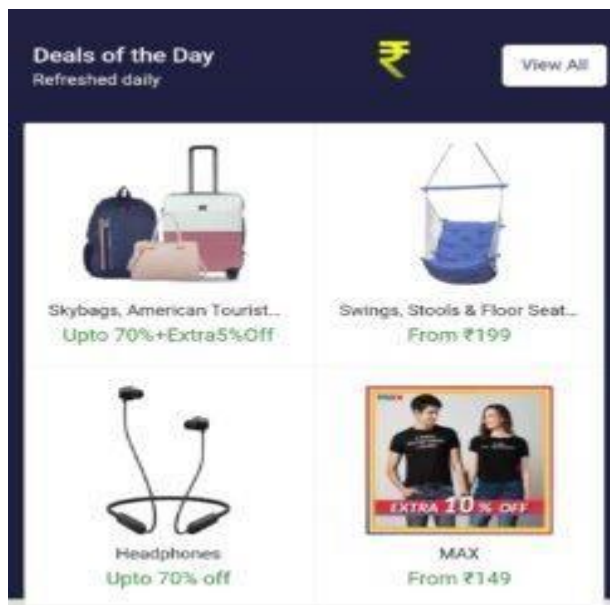 Deals of the Day
Refreshed daily
₹
View All
Skybags, American Tourist...
Upto 70%+Extra5%Off
Swings, Stools & Floor Seat...
From ₹199
Headphones
Upto 70% off
MAX
EXTRA 10 % OFF
MAX
From ₹149